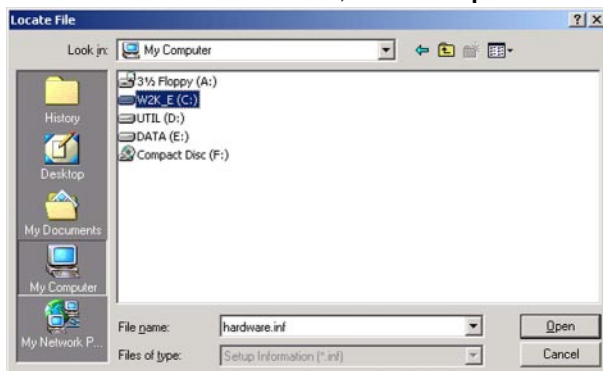 Locate File
Look in: My Computer
3½ Floppy (A:)
W2K_E (C:)
UTIL (D:)
DATA (E:)
Compact Disc (F:)
History
Desktop
My Documents
My Computer
My Network P...
File name: hardware.inf
Open
Files of type: Setup Information (*.inf)
Cancel